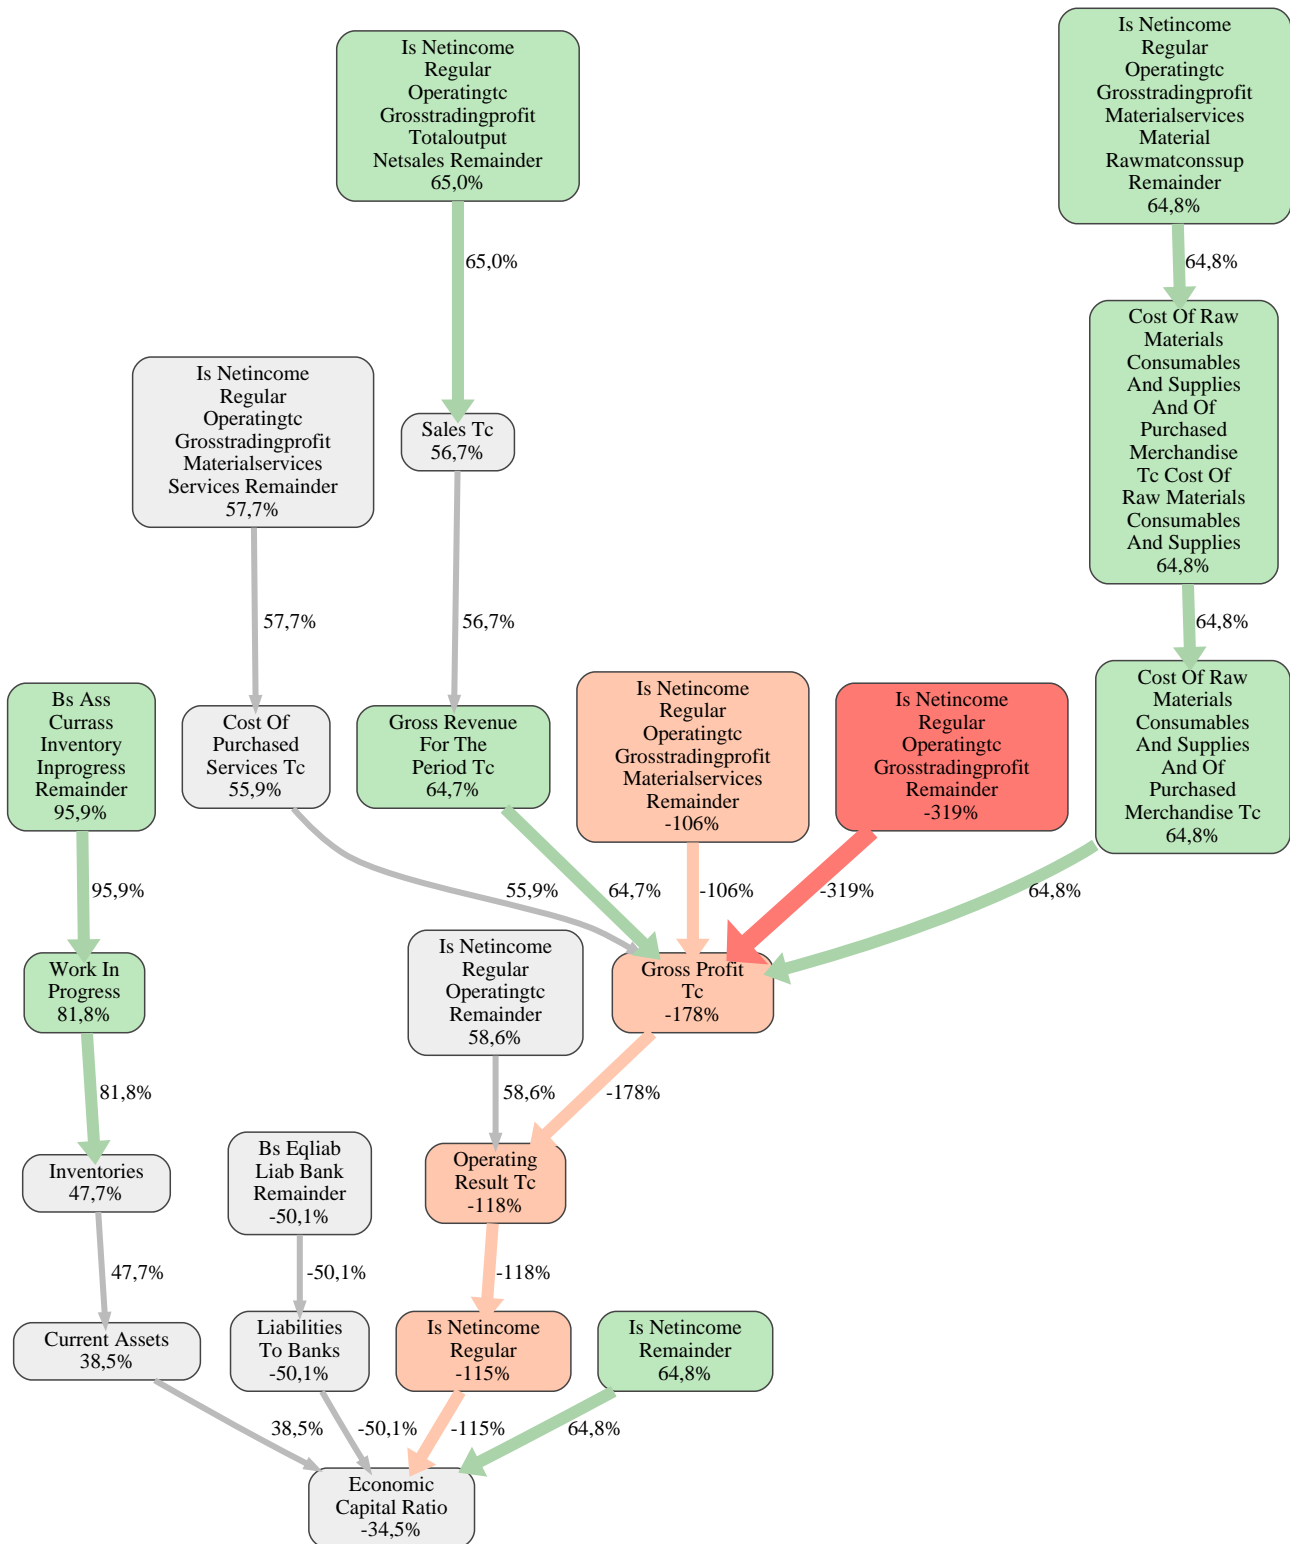 Is Netincome
Regular
Operatingtc
Grosstradingprofit
Totaloutput
Netsales Remainder
65,0%
Is Netincome
Regular
Operatingtc
Grosstradingprofit
Materialservices
Material
Rawmatconssup
Remainder
64,8%
65,0%
64,8%
Is Netincome
Regular
Operatingtc
Grosstradingprofit
Materialservices
Services Remainder
57,7%
Sales Tc
56,7%
Cost Of Raw
Materials
Consumables
And Supplies
And Of
Purchased
Merchandise
Tc Cost Of
Raw Materials
Consumables
And Supplies
64,8%
57,7%
56,7%
64,8%
Bs Ass
Currass
Inventory
Inprogress
Remainder
95,9%
Cost Of
Purchased
Services Tc
55,9%
Gross Revenue
For The
Period Tc
64,7%
Is Netincome
Regular
Operatingtc
Grosstradingprofit
Materialservices
Remainder
-106%
Is Netincome
Regular
Operatingtc
Grosstradingprofit
Remainder
-319%
Cost Of Raw
Materials
Consumables
And Supplies
And Of
Purchased
Merchandise Tc
64,8%
95,9%
55,9%
64,7%
-106%
-319%
64,8%
Work In
Progress
81,8%
Is Netincome
Regular
Operatingtc
Remainder
58,6%
Gross Profit
Tc
-178%
81,8%
58,6%
-178%
Inventories
47,7%
Bs Eqliab
Liab Bank
Remainder
-50,1%
Operating
Result Tc
-118%
47,7%
-50,1%
-118%
Current Assets
38,5%
Liabilities
To Banks
-50,1%
Is Netincome
Regular
-115%
Is Netincome
Remainder
64,8%
38,5%
-50,1%
-115%
64,8%
Economic
Capital Ratio
-34,5%